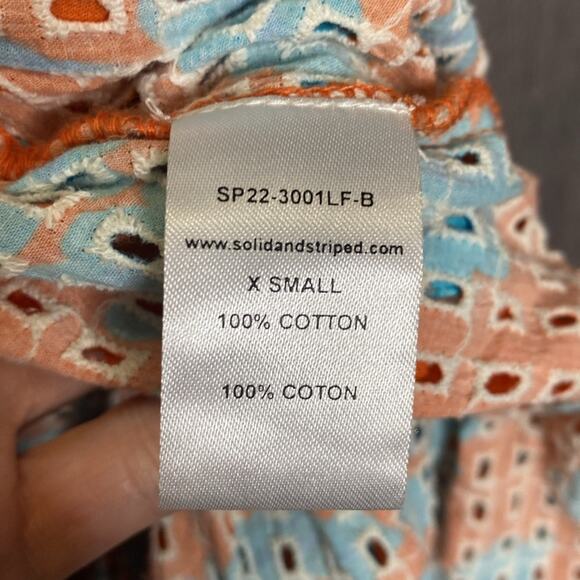 SP22-3001LF-B
www.solidandstriped.com
X SMALL
100% COTTON
100% COTON